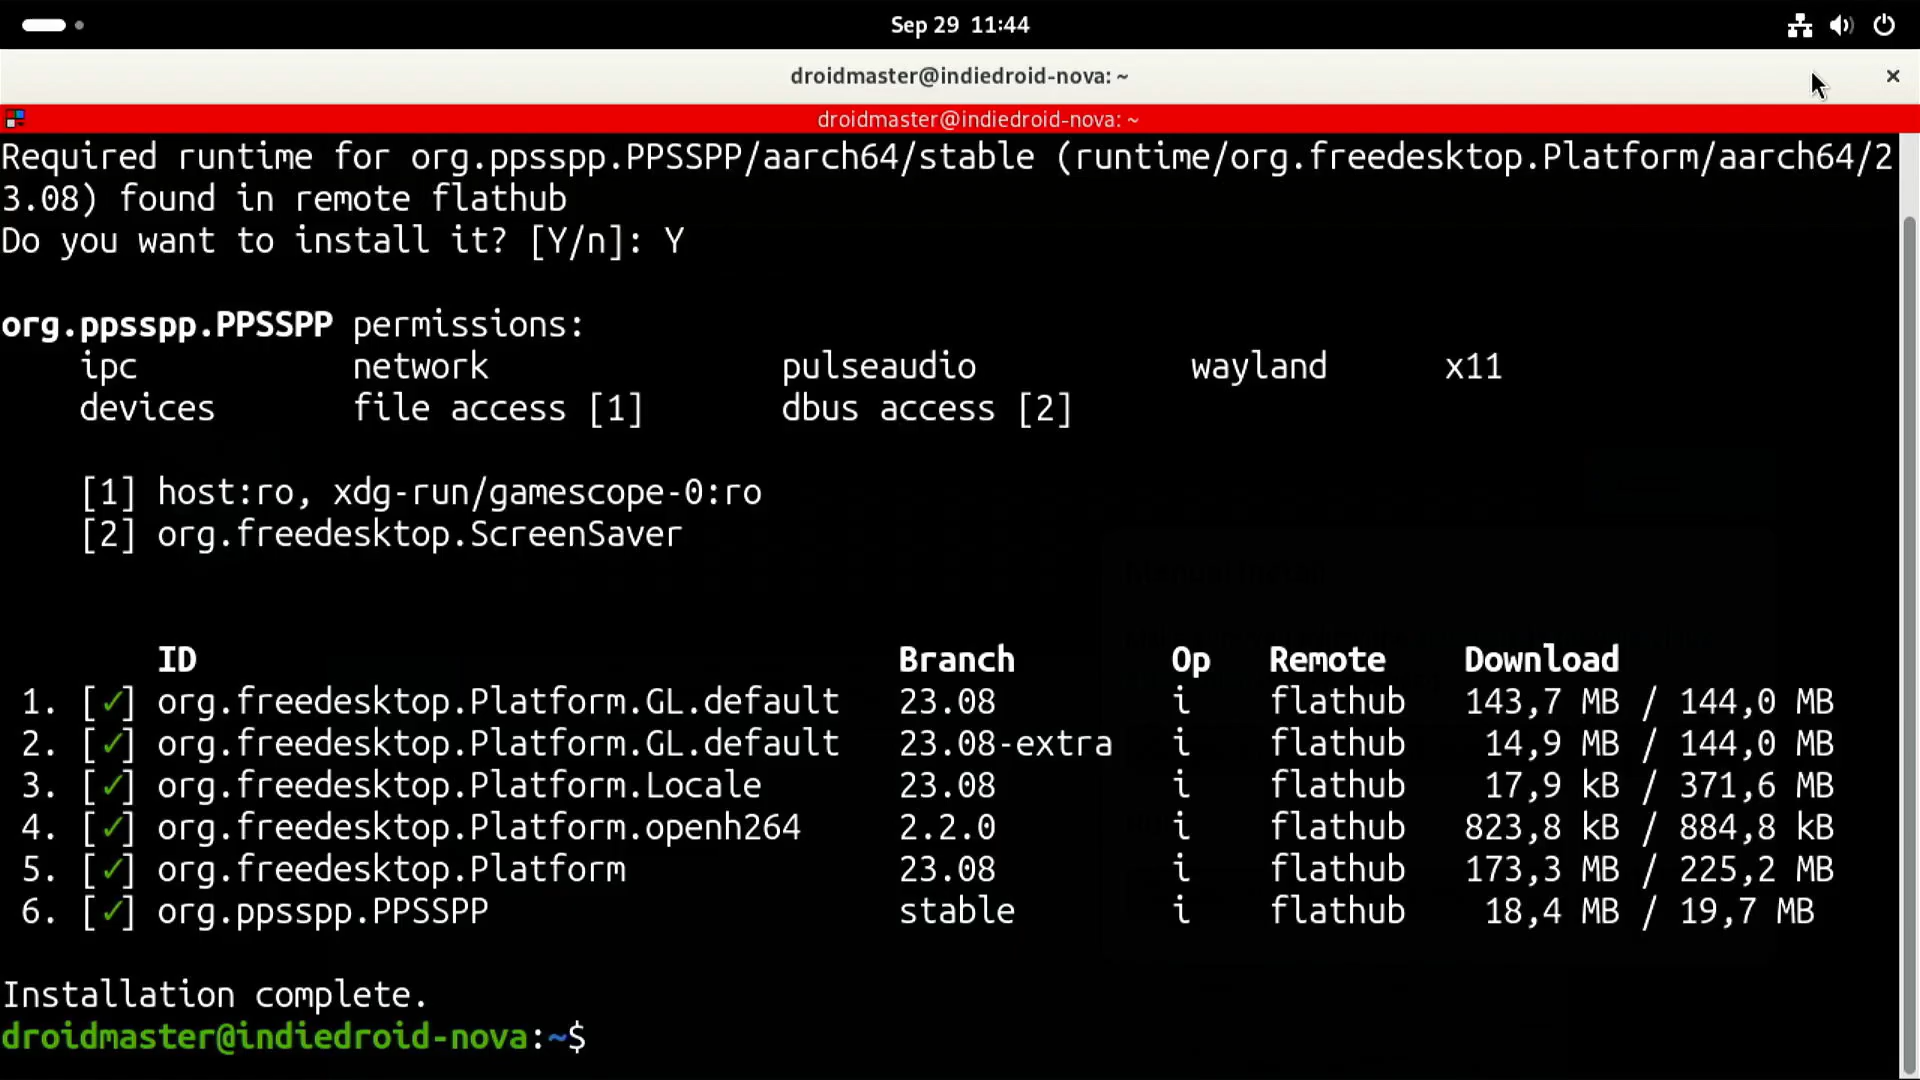 Sep 29 11:44
droidmaster@indiedroid-nova: ~
droidmaster@indiedroid-nova: ~
Required runtime for org.ppsspp.PPSSPP/aarch64/stable (runtime/org.freedesktop.Platform/aarch64/2
3.08) found in remote flathub
Do you want to install it? [Y/n]: Y
org.ppsspp.PPSSPP permissions:
ipc network pulseaudio wayland x11
devices file access [1] dbus access [2]
[1] host:ro, xdg-run/gamescope-0:ro
[2] org.freedesktop.ScreenSaver
ID Branch Op Remote Download
1. [✓] org.freedesktop.Platform.GL.default 23.08 i flathub 143,7 MB / 144,0 MB
2. [✓] org.freedesktop.Platform.GL.default 23.08-extra i flathub 14,9 MB / 144,0 MB
3. [✓] org.freedesktop.Platform.Locale 23.08 i flathub 17,9 kB / 371,6 MB
4. [✓] org.freedesktop.Platform.openh264 2.2.0 i flathub 823,8 kB / 884,8 kB
5. [✓] org.freedesktop.Platform 23.08 i flathub 173,3 MB / 225,2 MB
6. [✓] org.ppsspp.PPSSPP stable i flathub 18,4 MB / 19,7 MB
Installation complete.
droidmaster@indiedroid-nova:~$